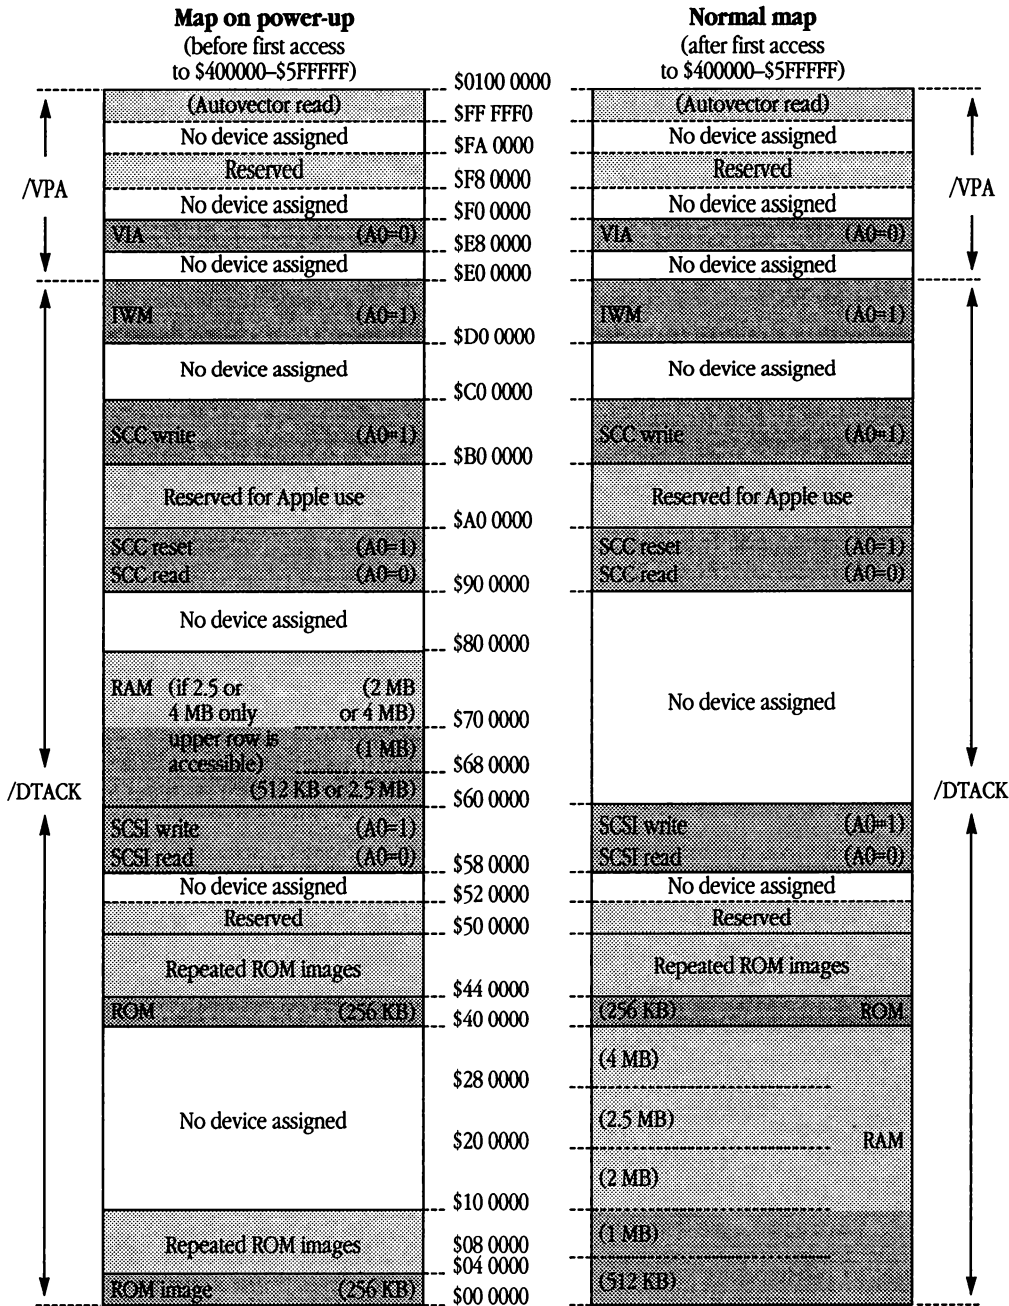 Map on power-up
(before first access
to $400000–$5FFFFF)
Normal map
(after first access
to $400000–$5FFFFF)
$0100 0000
(Autovector read)
(Autovector read)
$FF FFF0
No device assigned
No device assigned
$FA 0000
Reserved
Reserved
$F8 0000
/VPA
/VPA
No device assigned
No device assigned
$F0 0000
VIA (A0=0)
VIA (A0=0)
$E8 0000
No device assigned
No device assigned
$E0 0000
IWM (A0=1)
IWM (A0=1)
$D0 0000
No device assigned
No device assigned
$C0 0000
SCC write (A0=1)
SCC write (A0=1)
$B0 0000
Reserved for Apple use
Reserved for Apple use
$A0 0000
SCC reset (A0=1)
SCC reset (A0=1)
SCC read (A0=0)
SCC read (A0=0)
$90 0000
No device assigned
$80 0000
RAM (if 2.5 or (2 MB
4 MB only or 4 MB)
No device assigned
$70 0000
upper row is (1 MB)
accessible)
$68 0000
(512 KB or 2.5 MB)
/DTACK
/DTACK
$60 0000
SCSI write (A0=1)
SCSI write (A0=1)
SCSI read (A0=0)
SCSI read (A0=0)
$58 0000
No device assigned
No device assigned
$52 0000
Reserved
Reserved
$50 0000
Repeated ROM images
Repeated ROM images
$44 0000
ROM (256 KB)
(256 KB) ROM
$40 0000
(4 MB)
$28 0000
No device assigned
(2.5 MB)
$20 0000
RAM
(2 MB)
$10 0000
(1 MB)
Repeated ROM images
$08 0000
$04 0000
ROM image (256 KB)
(512 KB)
$00 0000